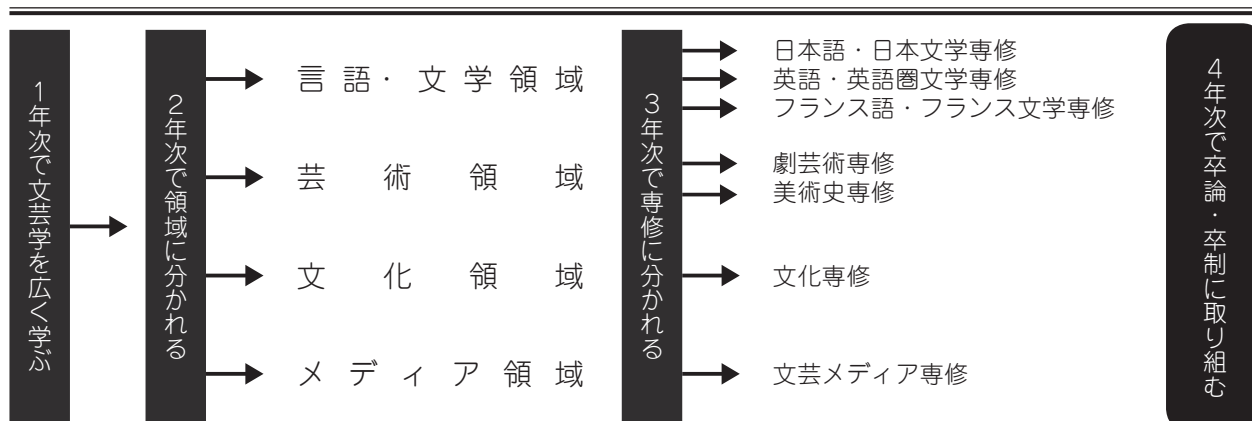 1年次で文芸学を広く学ぶ
2年次で領域に分かれる
言語・文学領域
芸術領域
文化領域
メディア領域
3年次で専修に分かれる
日本語・日本文学専修
英語・英語圏文学専修
フランス語・フランス文学専修
劇芸術専修
美術史専修
文化専修
文芸メディア専修
4年次で卒論・卒制に取り組む